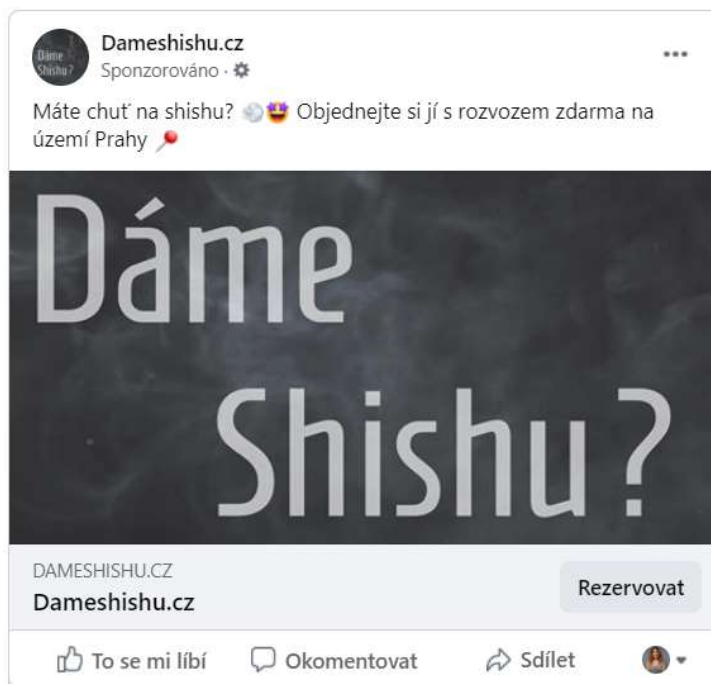 Dameshishu.cz
Sponzorováno ·
Dáme
Shishu?
Máte chuť na shishu? 💨🤩 Objednejte si jí s rozvozem zdarma na
území Prahy 📍
Dáme
Shishu?
DAMESHISHU.CZ
Dameshishu.cz
Rezervovat
To se mi líbí
Okomentovat
Sdílet